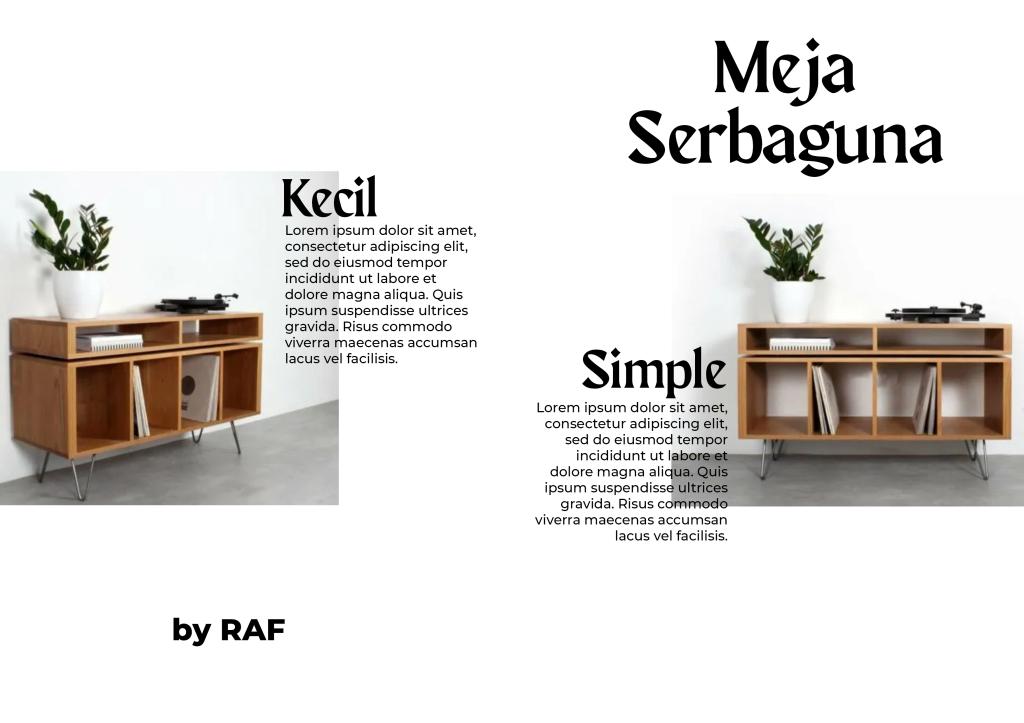 Meja
Serbaguna
Kecil
Lorem ipsum dolor sit amet,
consectetur adipiscing elit,
sed do eiusmod tempor
incididunt ut labore et
dolore magna aliqua. Quis
ipsum suspendisse ultrices
gravida. Risus commodo
viverra maecenas accumsan
lacus vel facilisis.
Simple
Lorem ipsum dolor sit amet,
consectetur adipiscing elit,
sed do eiusmod tempor
incididunt ut labore et
dolore magna aliqua. Quis
ipsum suspendisse ultrices
gravida. Risus commodo
viverra maecenas accumsan
lacus vel facilisis.
by RAF